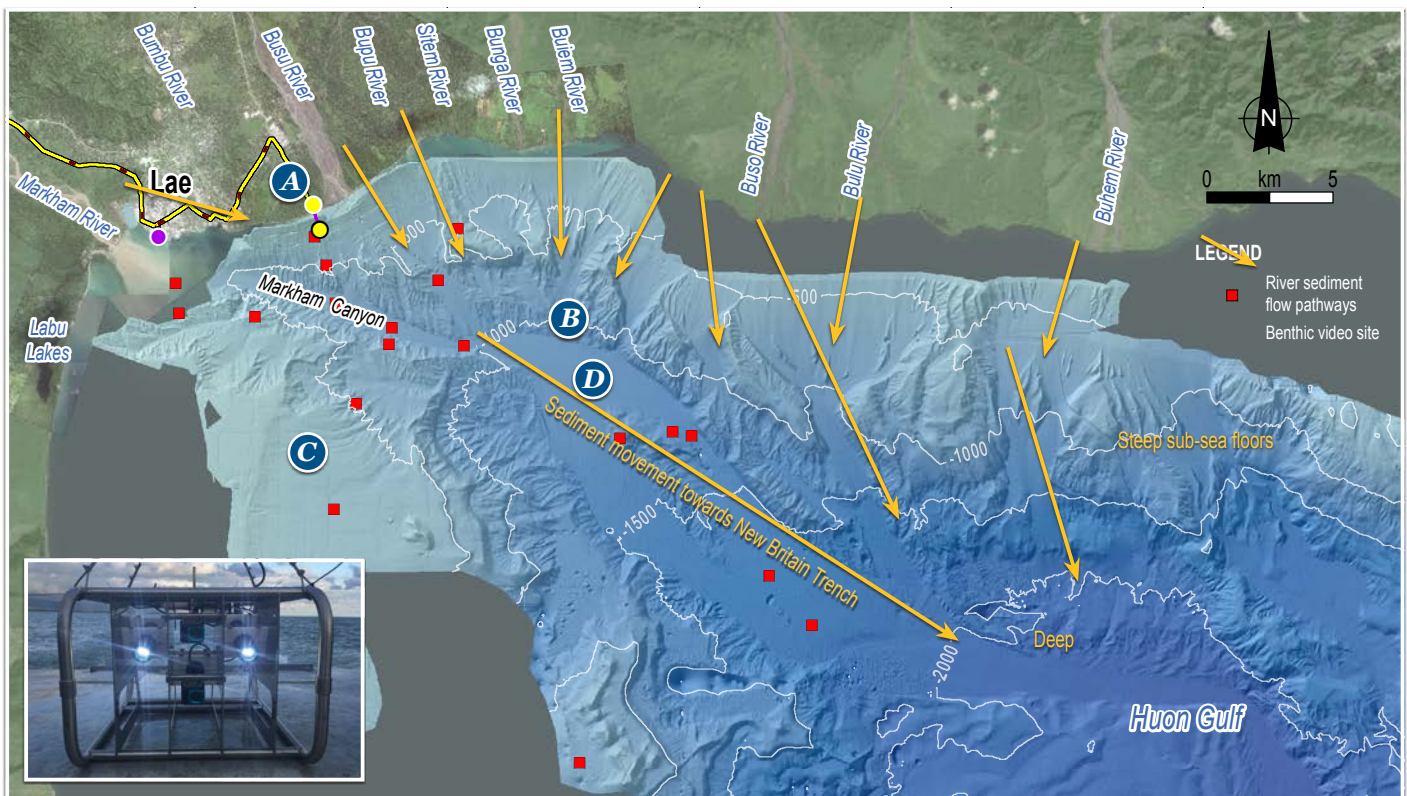 Bumbu River
Busu River
Bupu River
Sitem River
Bunga River
Buiem River
Buso River
Bulu River
Buhem River
N
0 km 5
Lae
A
Markham River
LEGEND
River sediment
flow pathways
Benthic video site
-500
-500
Markham Canyon
Labu
Lakes
B
-1000
D
C
Sediment movement towards New Britain Trench
Steep sub-sea floors
-1000
-1500
Deep
-2000
Huon Gulf